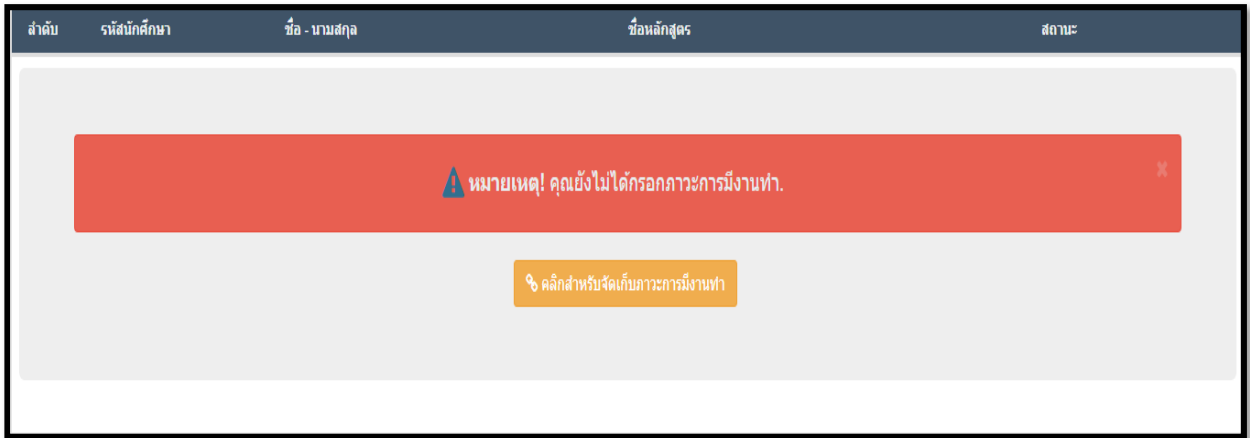 ลำดับ รหัสนักศึกษา ชื่อ - นามสกุล ชื่อหลักสูตร สถานะ
หมายเหตุ! คุณยังไม่ได้กรอกภาวะการมีงานทำ.
คลิกสำหรับจัดเก็บภาวะการมีงานทำ